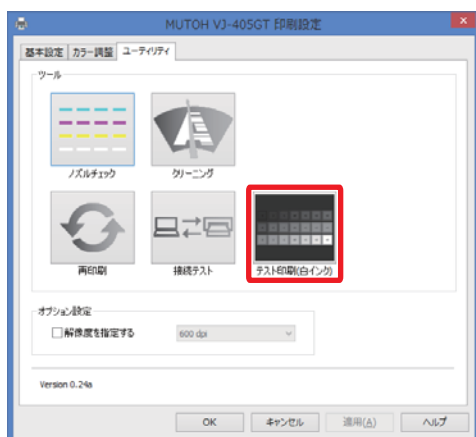 MUTOH VJ-405GT 印刷設定
基本設定 カラー調整 ユーティリティ
ツール
ノズルチェック クリーニング
再印刷 接続テスト テスト印刷(白インク)
オプション設定
解像度を指定する 600 dpi
Version 0.24a
OK キャンセル 適用(A) ヘルプ